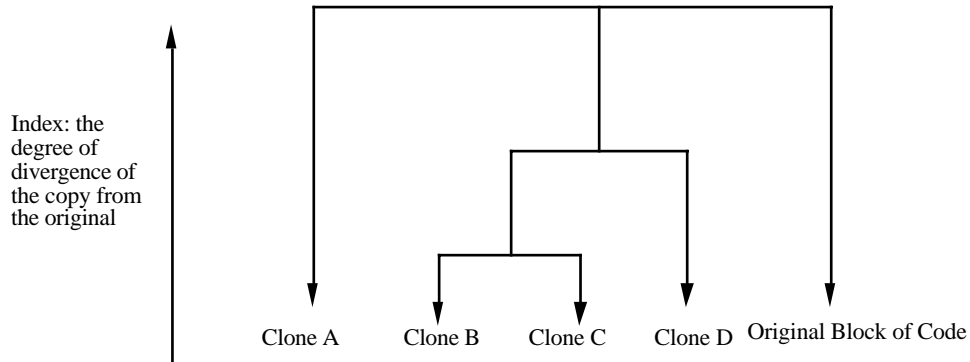 Index: the
degree of
divergence of
the copy from
the original
Clone A
Clone B
Clone C
Clone D
Original Block of Code